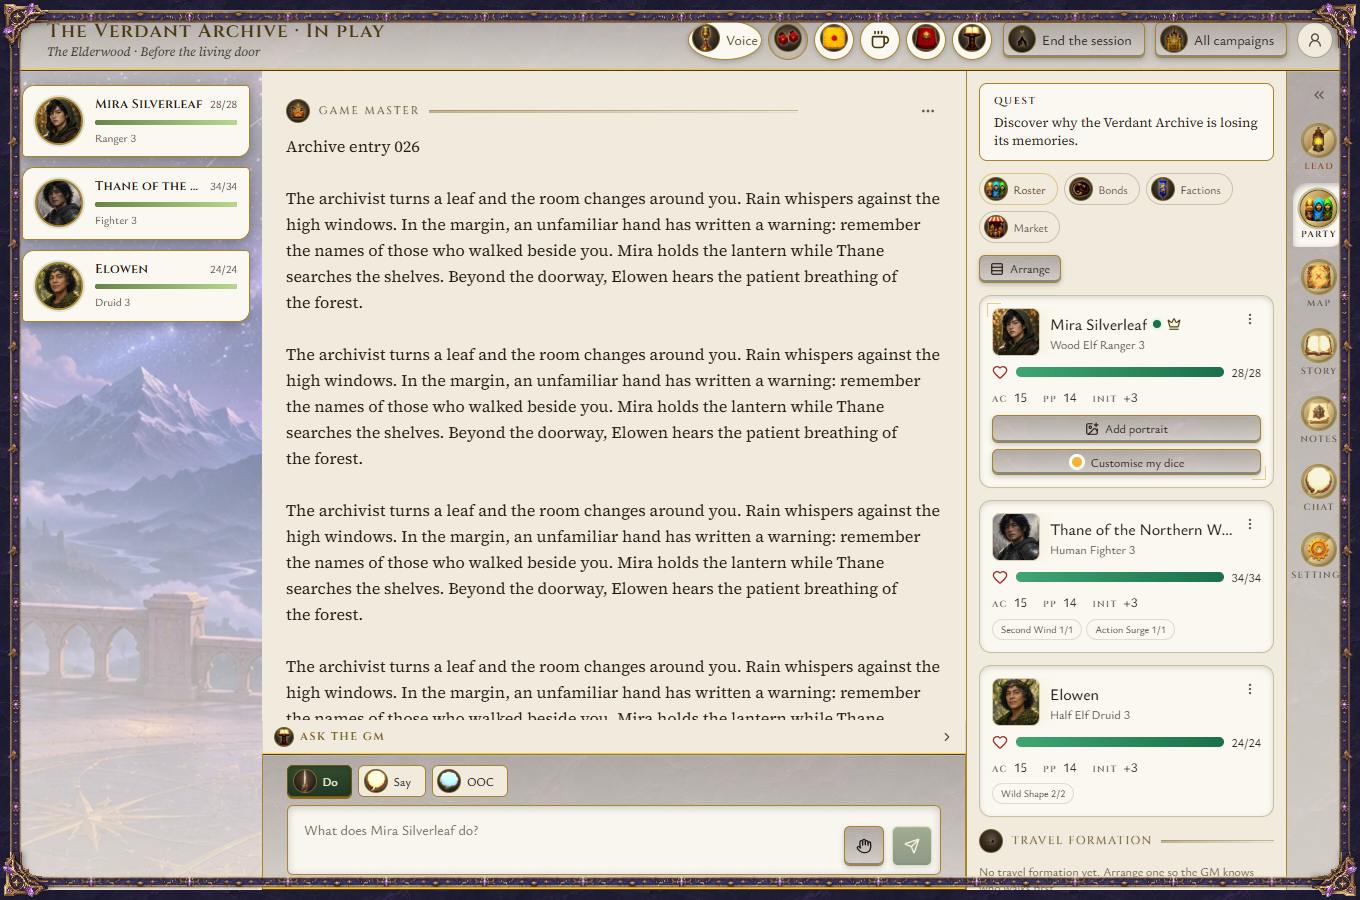 The Verdant Archive · In play
The Elderwood · Before the living door
Voice
End the session
All campaigns
Mira Silverleaf 28/28
Ranger 3
Thane of the ... 34/34
Fighter 3
Elowen 24/24
Druid 3
Game Master
Archive entry 026
The archivist turns a leaf and the room changes around you. Rain whispers against the
high windows. In the margin, an unfamiliar hand has written a warning: remember
the names of those who walked beside you. Mira holds the lantern while Thane
searches the shelves. Beyond the doorway, Elowen hears the patient breathing of
the forest.
The archivist turns a leaf and the room changes around you. Rain whispers against the
high windows. In the margin, an unfamiliar hand has written a warning: remember
the names of those who walked beside you. Mira holds the lantern while Thane
searches the shelves. Beyond the doorway, Elowen hears the patient breathing of
the forest.
The archivist turns a leaf and the room changes around you. Rain whispers against the
high windows. In the margin, an unfamiliar hand has written a warning: remember
the names of those who walked beside you. Mira holds the lantern while Thane
searches the shelves. Beyond the doorway, Elowen hears the patient breathing of
the forest.
The archivist turns a leaf and the room changes around you. Rain whispers against the
high windows. In the margin, an unfamiliar hand has written a warning: remember
the names of those who walked beside you. Mira holds the lantern while Thane
Ask the GM
Do
Say
OOC
What does Mira Silverleaf do?
Quest
Discover why the Verdant Archive is losing
its memories.
Roster
Bonds
Factions
Market
Arrange
Mira Silverleaf
Wood Elf Ranger 3
28/28
AC 15 PP 14 INIT +3
Add portrait
Customise my dice
Thane of the Northern W...
Human Fighter 3
34/34
AC 15 PP 14 INIT +3
Second Wind 1/1
Action Surge 1/1
Elowen
Half Elf Druid 3
24/24
AC 15 PP 14 INIT +3
Wild Shape 2/2
Travel formation
No travel formation yet. Arrange one so the GM knows
who walks first.
Lead
Party
Map
Story
Notes
Chat
Setting